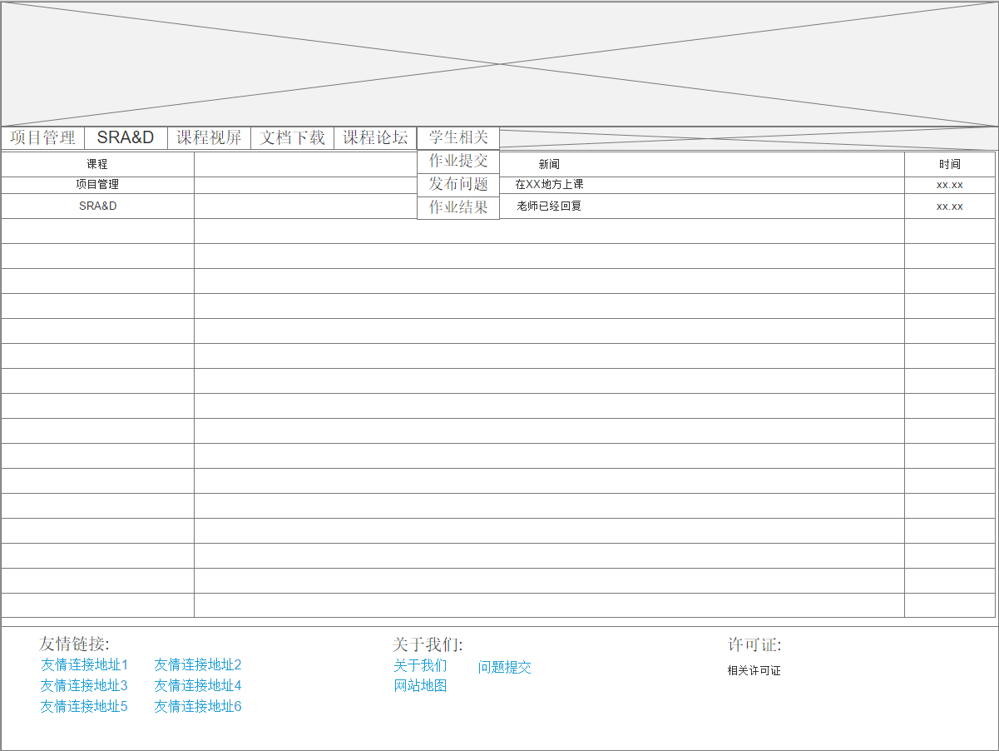 项目管理 SRA&D 课程视屏 文档下载 课程论坛 学生相关
作业提交
发布问题
作业结果
课程 新闻 时间
项目管理 在XX地方上课 xx.xx
SRA&D 老师已经回复 xx.xx
友情链接: 关于我们: 许可证:
友情连接地址1 友情连接地址2 关于我们 问题提交 相关许可证
友情连接地址3 友情连接地址4 网站地图
友情连接地址5 友情连接地址6